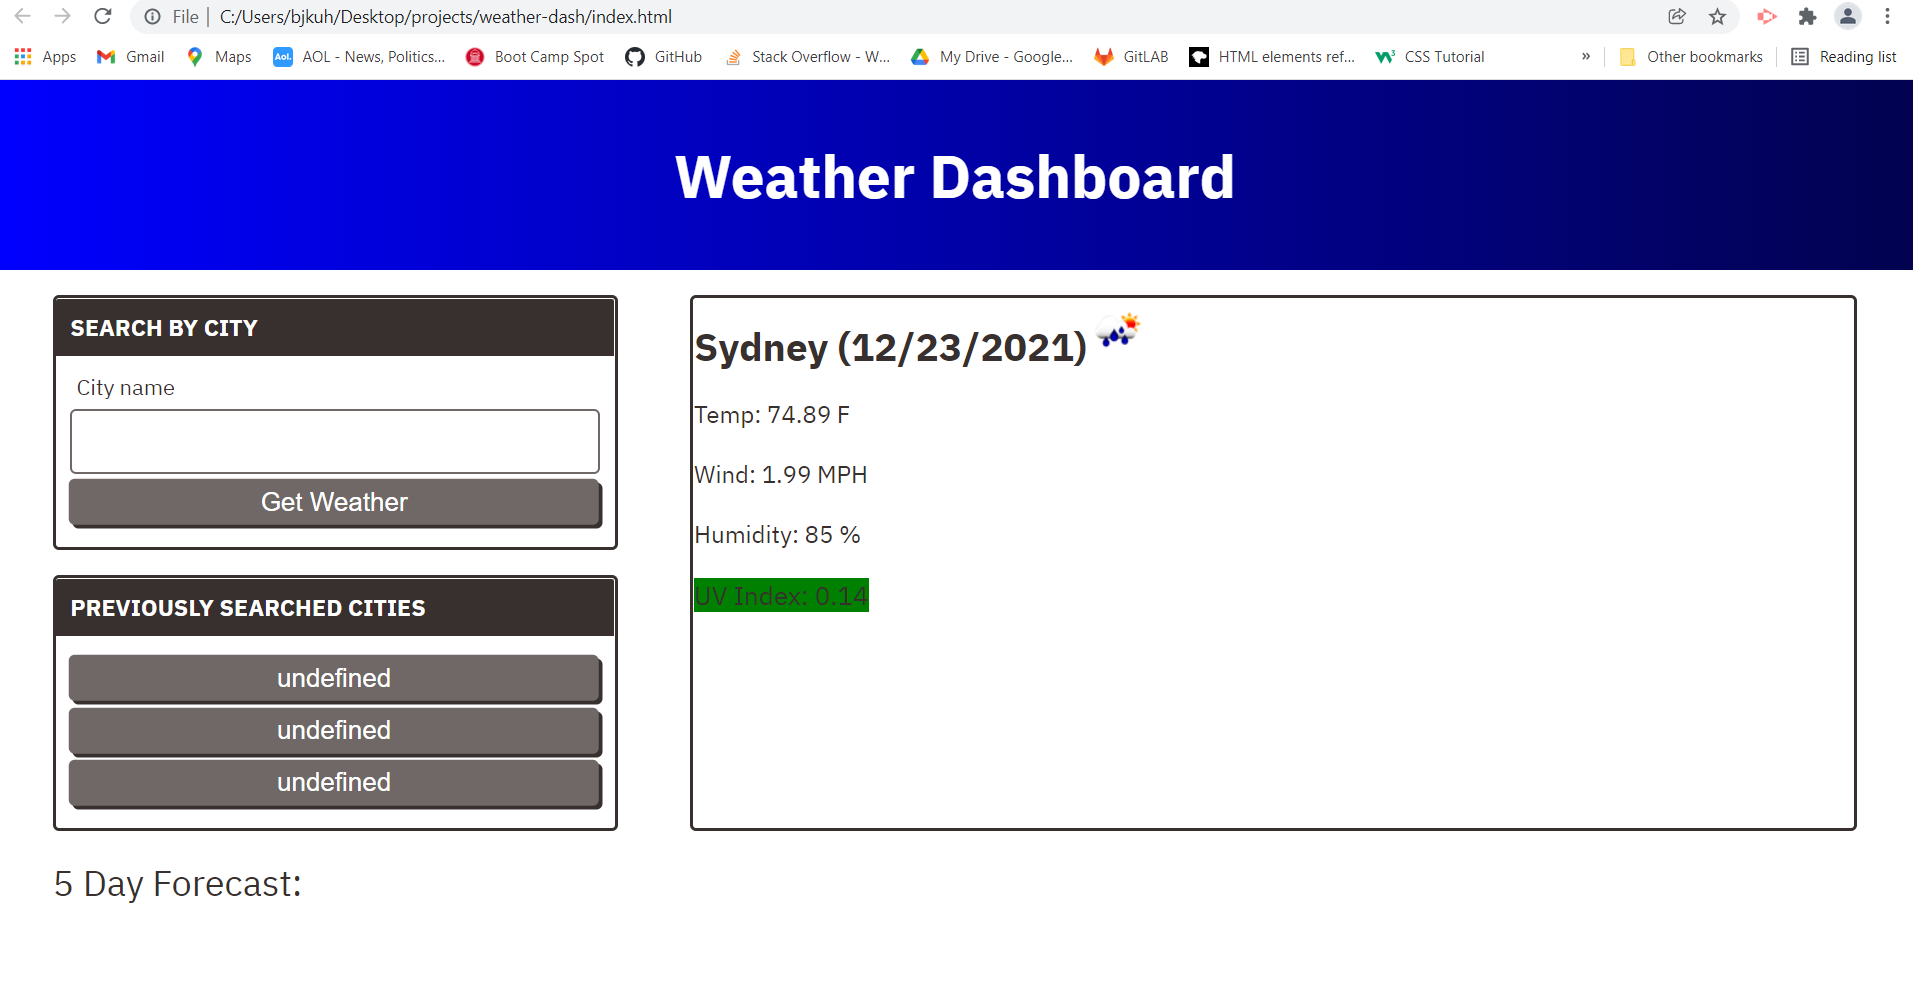 File | C:/Users/bjkuh/Desktop/projects/weather-dash/index.html
Apps Gmail Maps Aol. AOL - News, Politics... Boot Camp Spot GitHub Stack Overflow - W... My Drive - Google... GitLAB HTML elements ref... W3 CSS Tutorial » Other bookmarks Reading list
Weather Dashboard
SEARCH BY CITY
City name
Get Weather
PREVIOUSLY SEARCHED CITIES
undefined
undefined
undefined
Sydney (12/23/2021)
Temp: 74.89 F
Wind: 1.99 MPH
Humidity: 85 %
UV Index: 0.14
5 Day Forecast: